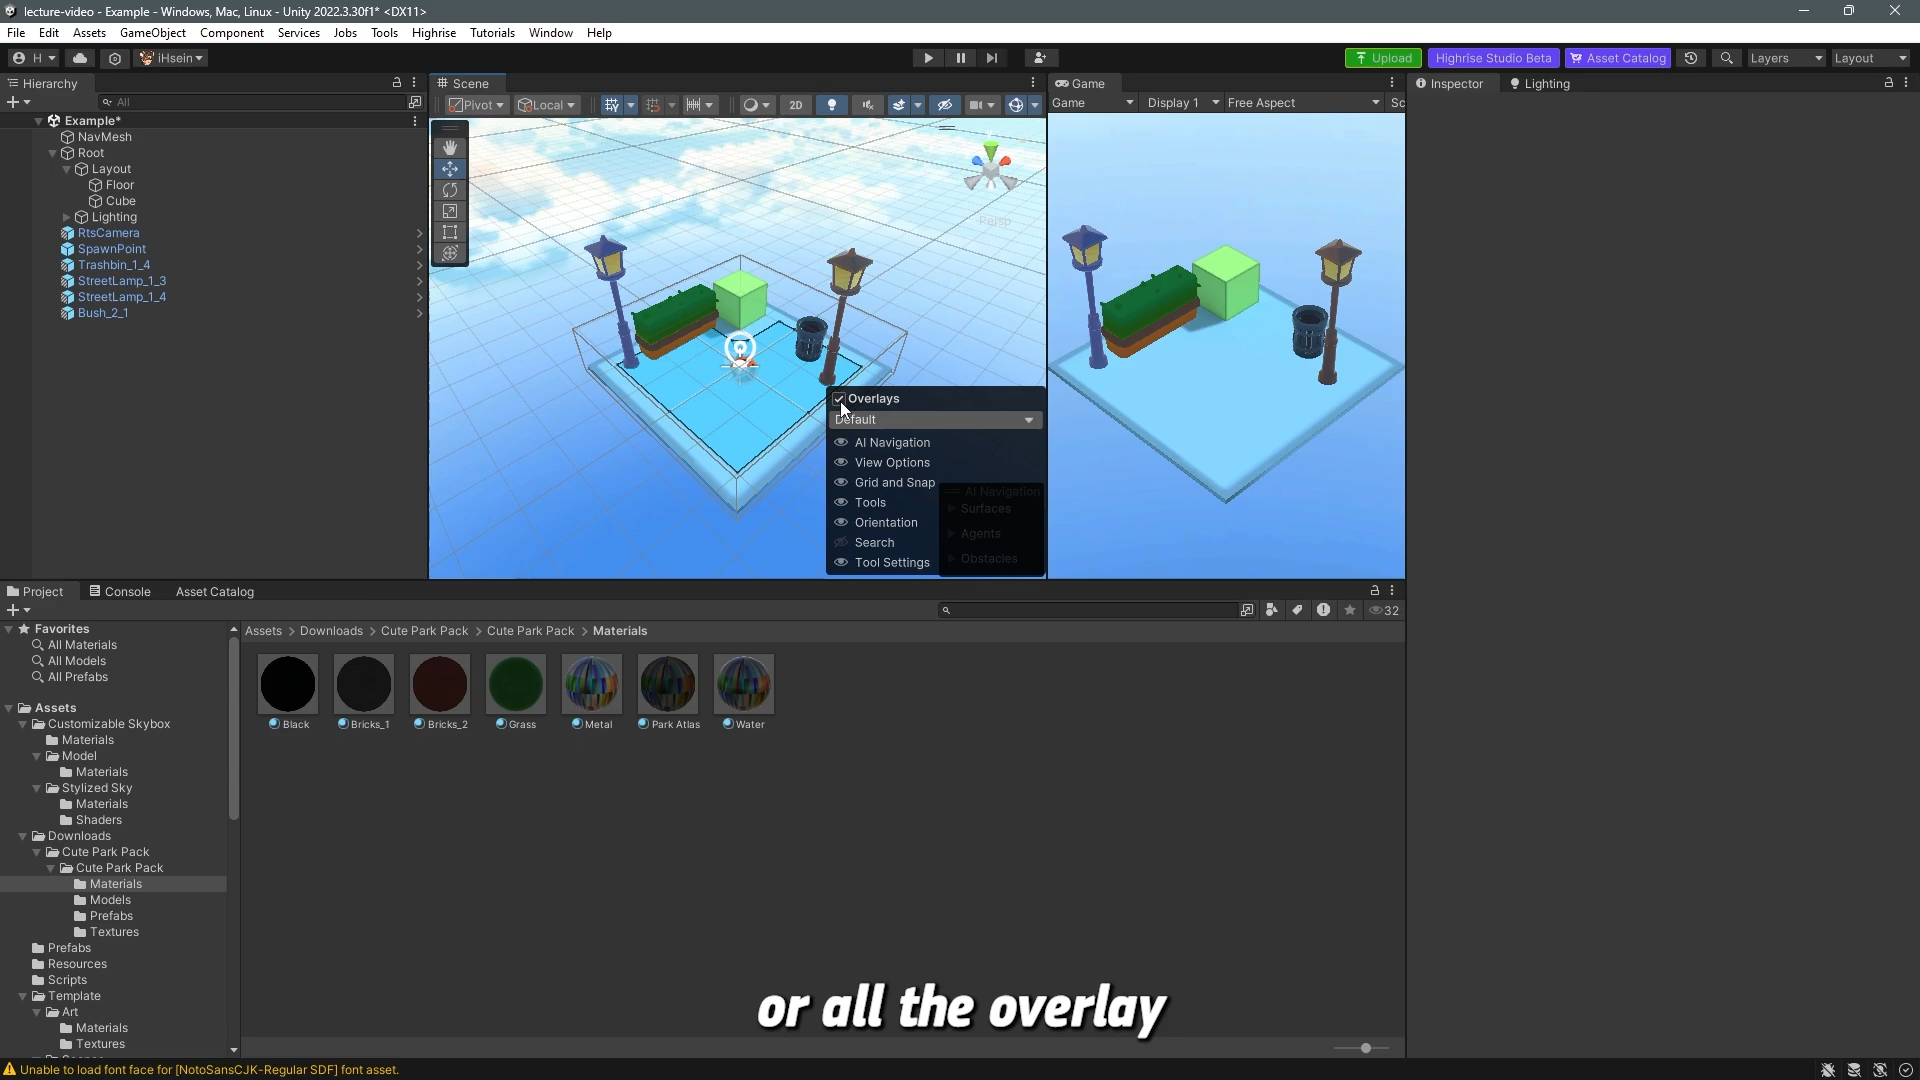 lecture-video - Example - Windows, Mac, Linux - Unity 2022.3.30f1* <DX11>
File Edit Assets GameObject Component Services Jobs Tools Highrise Tutorials Window Help
H iHsein Upload Highrise Studio Beta Asset Catalog Layers Layout
Hierarchy
All
Example*
NavMesh
Root
Layout
Floor
Cube
Lighting
RtsCamera
SpawnPoint
Trashbin_1_4
StreetLamp_1_3
StreetLamp_1_4
Bush_2_1
Scene
Pivot Local 2D
Persp
Overlays
Default
AI Navigation
View Options
Grid and Snap
Tools
Orientation
Search
Tool Settings
AI Navigation
Surfaces
Agents
Obstacles
Game
Game Display 1 Free Aspect Sc
Inspector Lighting
Project Console Asset Catalog
32
Favorites
All Materials
All Models
All Prefabs
Assets
Customizable Skybox
Materials
Model
Materials
Stylized Sky
Materials
Shaders
Downloads
Cute Park Pack
Cute Park Pack
Materials
Models
Prefabs
Textures
Prefabs
Resources
Scripts
Template
Art
Materials
Textures
Assets > Downloads > Cute Park Pack > Cute Park Pack > Materials
Black Bricks_1 Bricks_2 Grass Metal Park Atlas Water
or all the overlay
Unable to load font face for [NotoSansCJK-Regular SDF] font asset.